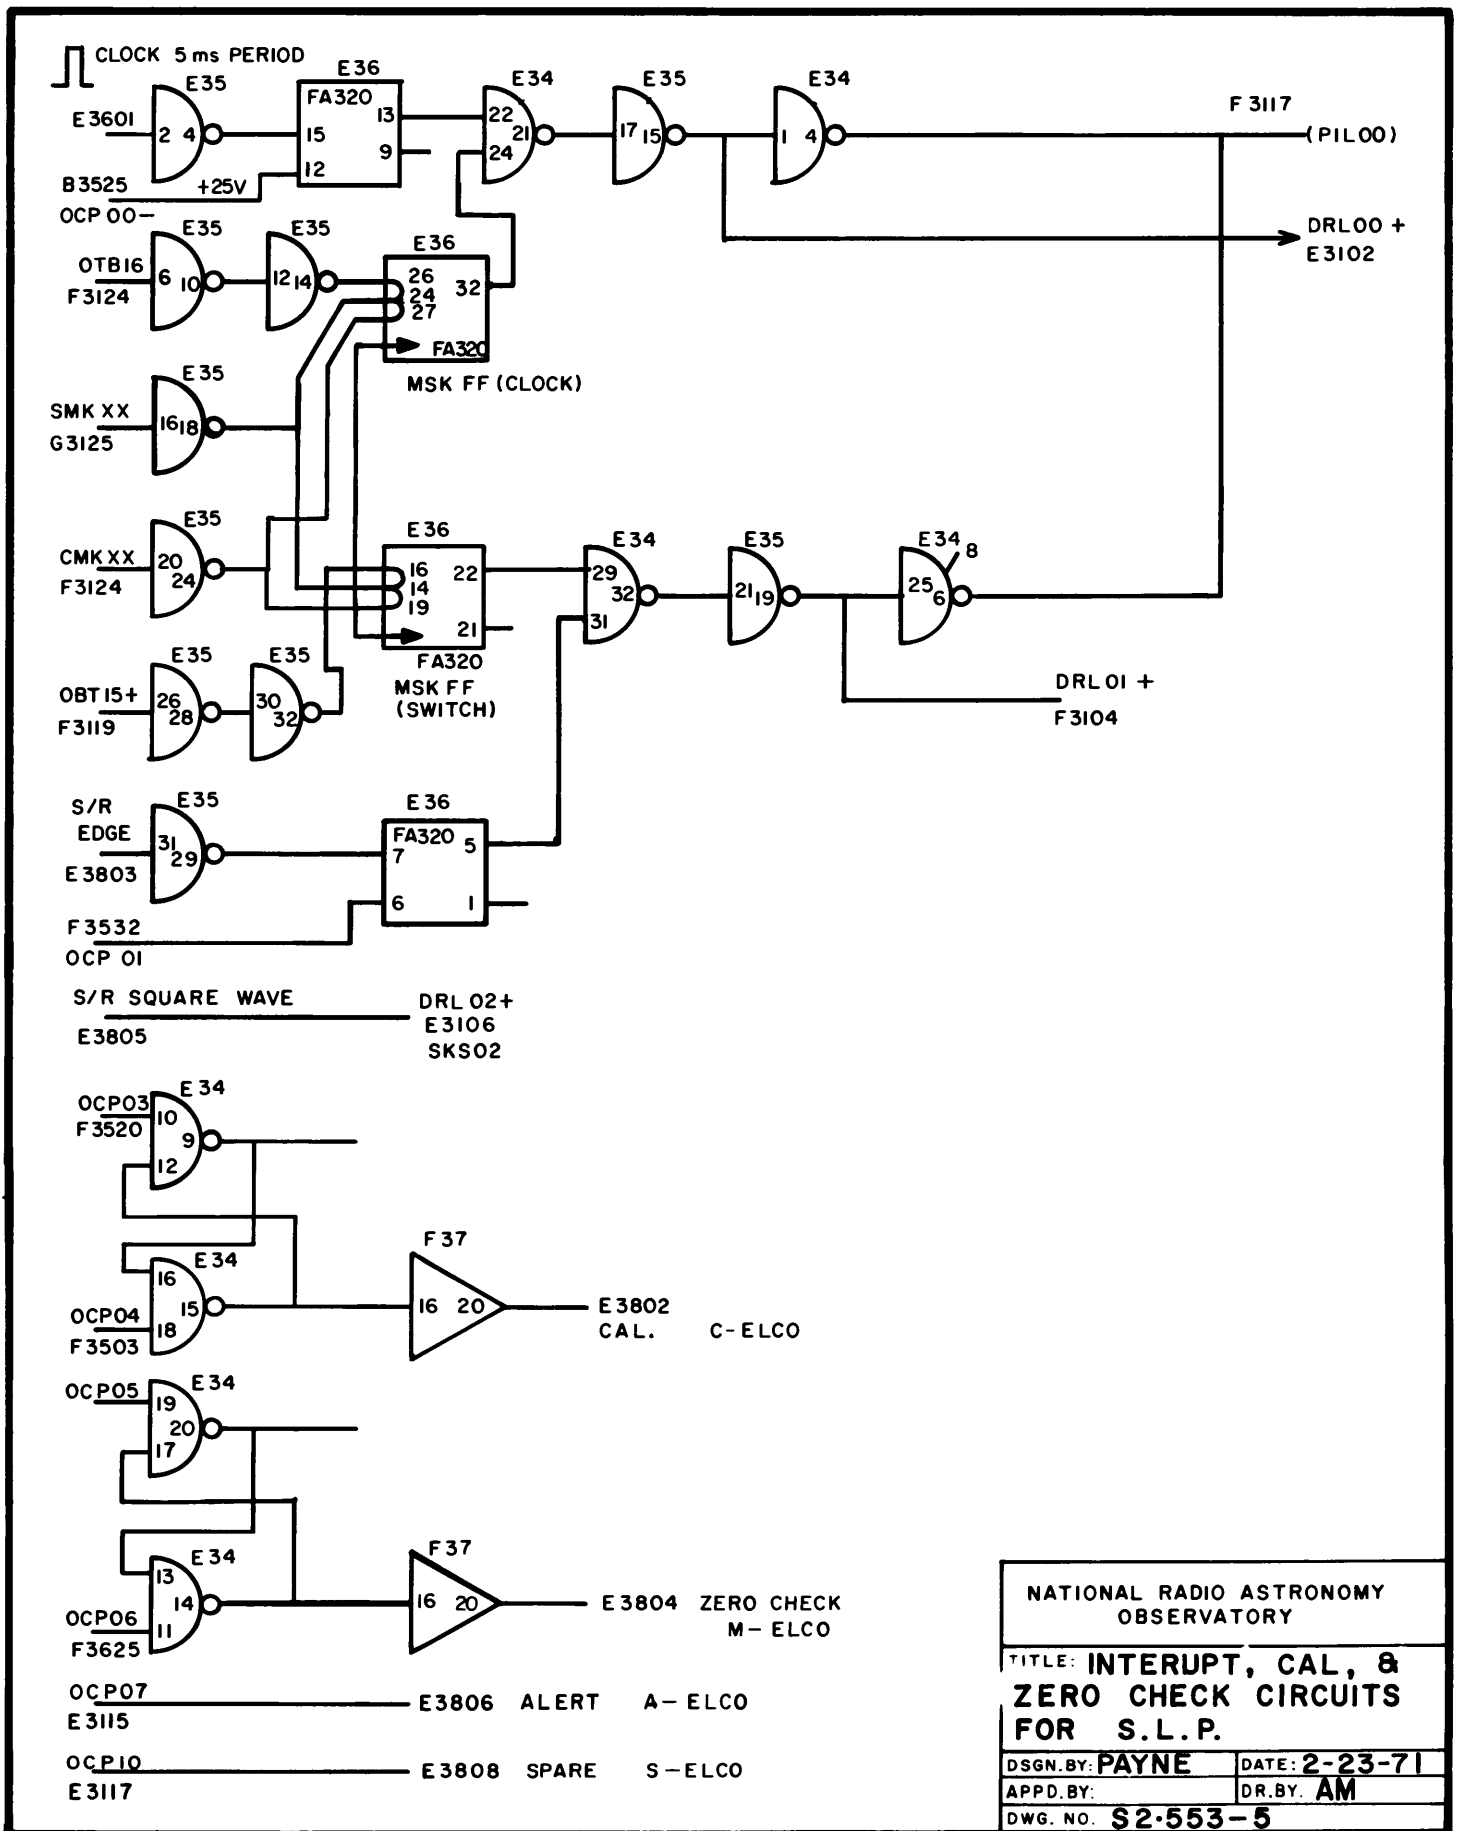 CLOCK 5 ms PERIOD
E35
E36
E34
E35
E34
F3117
(PIL00)
E3601
2 4
FA320
13
15
9
12
22
21
24
17 15
1 4
B3525
+25V
OCP 00-
DRL00 +
E3102
E35
E35
E36
OTB16
F3124
6 10
12 14
26
24
27
32
FA320
MSK FF (CLOCK)
E35
SMK XX
G3125
16 18
E35
CMK XX
F3124
20
24
E36
16
14
19
22
21
FA320
MSK FF
(SWITCH)
E34
29
32
31
E35
21 19
E34
8
25
6
DRL01 +
F3104
E35
E35
OBT15+
F3119
26
28
30
32
S/R
EDGE
E3803
E35
31
29
E36
FA320
5
7
6
1
F3532
OCP 01
S/R SQUARE WAVE
E3805
DRL02+
E3106
SKS02
E34
OCP03
F3520
10
9
12
E34
16
15
18
OCP04
F3503
F37
16 20
E3802
CAL. C-ELCO
E34
OCP05
19
20
17
E34
13
14
11
OCP06
F3625
F37
16 20
E3804 ZERO CHECK
M-ELCO
OCP07
E3115
E3806 ALERT A-ELCO
OCP10
E3117
E3808 SPARE S-ELCO
NATIONAL RADIO ASTRONOMY
OBSERVATORY
TITLE: INTERUPT, CAL, &
ZERO CHECK CIRCUITS
FOR S.L.P.
DSGN.BY: PAYNE DATE: 2-23-71
APPD.BY: DR.BY. AM
DWG. NO. S2·553-5